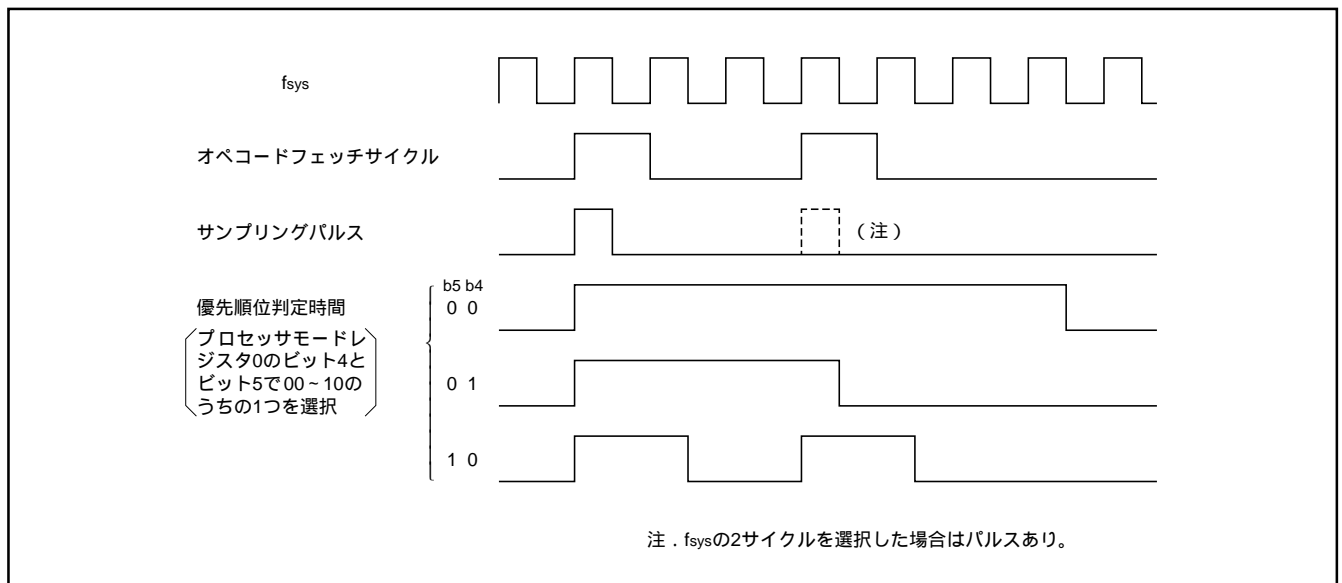 fsys
オペコードフェッチサイクル
サンプリングパルス
(注)
優先順位判定時間
プロセッサモードレ
ジスタ0のビット4と
ビット5で00~10の
うちの1つを選択
b5 b4
0 0
0 1
1 0
注.fsysの2サイクルを選択した場合はパルスあり。